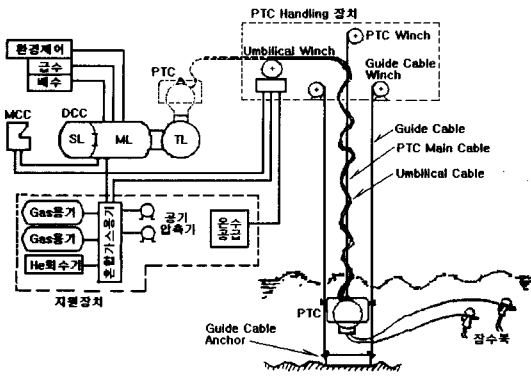 PTC Handling 장치
PTC Winch
Umbilical Winch
Guide Cable
Winch
환경제어
급수
배수
PTC
MCC
DCC
SL
ML
TL
Guide Cable
PTC Main Cable
Umbilical Cable
Gas용기
Gas용기
He회수기
혼합가스용기
공기
압축기
온수
공급
지원장치
PTC
Guide Cable
Anchor
잠수복